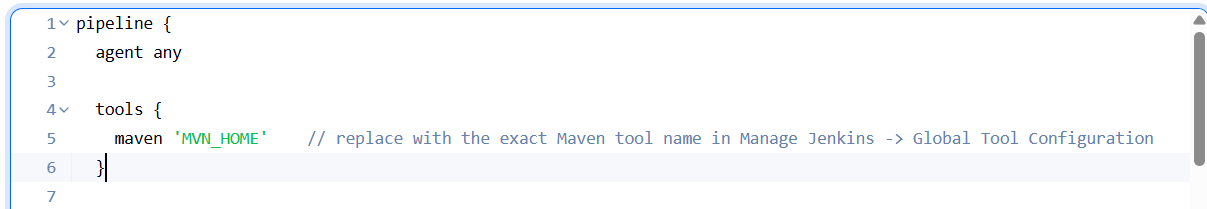 1 pipeline {
2   agent any
3
4   tools {
5     maven 'MVN_HOME'    // replace with the exact Maven tool name in Manage Jenkins -> Global Tool Configuration
6   }
7